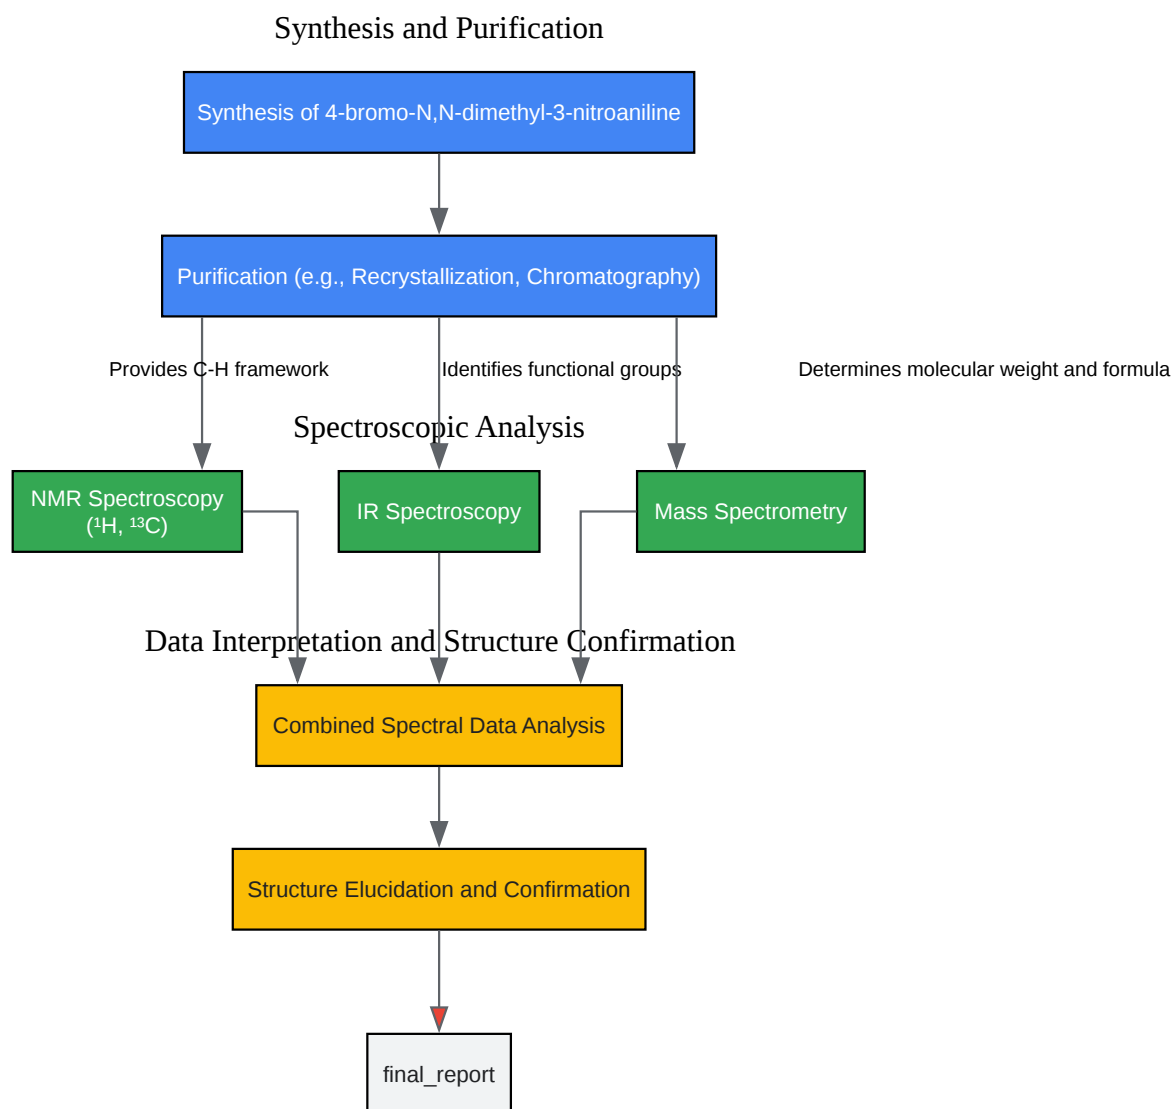 Synthesis and Purification
Synthesis of 4-bromo-N,N-dimethyl-3-nitroaniline
Purification (e.g., Recrystallization, Chromatography)
Provides C-H framework
Identifies functional groups
Determines molecular weight and formula
Spectroscopic Analysis
NMR Spectroscopy
(¹H, ¹³C)
IR Spectroscopy
Mass Spectrometry
Data Interpretation and Structure Confirmation
Combined Spectral Data Analysis
Structure Elucidation and Confirmation
final_report